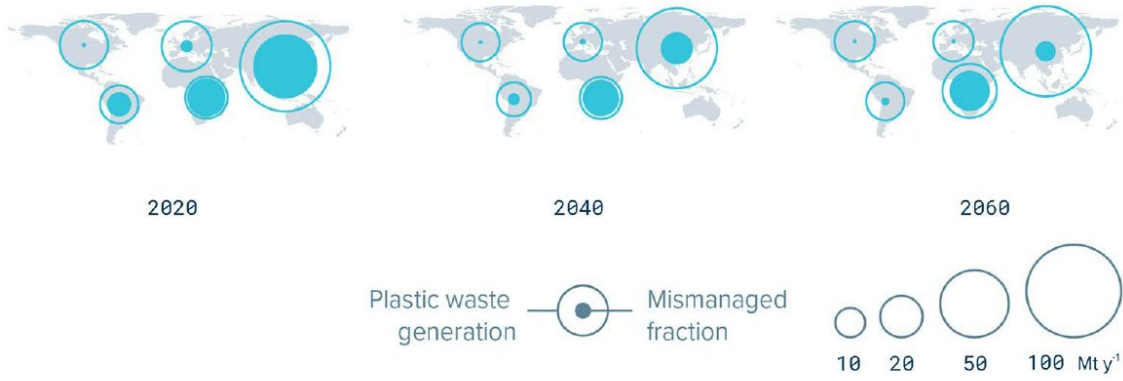 2020
2040
2060
Plastic waste
generation
Mismanaged
fraction
10
20
50
100 Mt y⁻¹